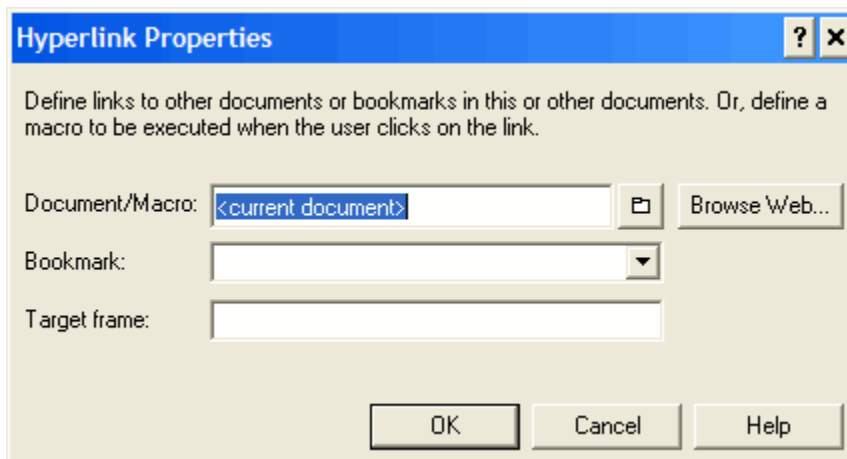 Hyperlink Properties
Define links to other documents or bookmarks in this or other documents. Or, define a
macro to be executed when the user clicks on the link.
Document/Macro: <current document> Browse Web...
Bookmark:
Target frame:
OK Cancel Help